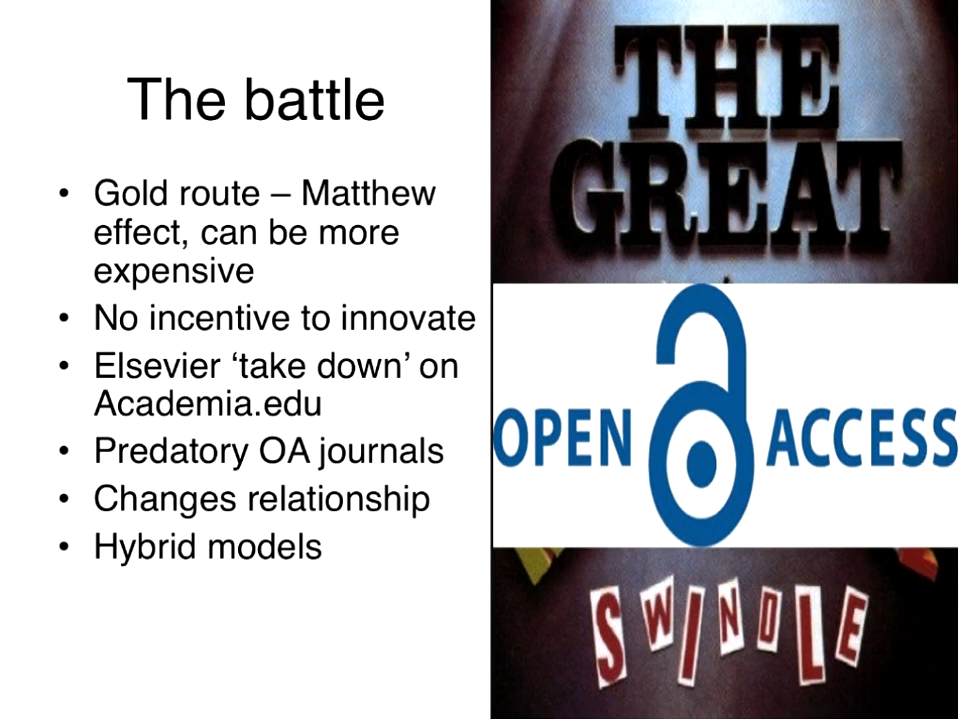 The battle
• Gold route – Matthew
effect, can be more
expensive
• No incentive to innovate
• Elsevier ‘take down’ on
Academia.edu
• Predatory OA journals
• Changes relationship
• Hybrid models
THE
GREAT
OPEN ACCESS
SWINDLE